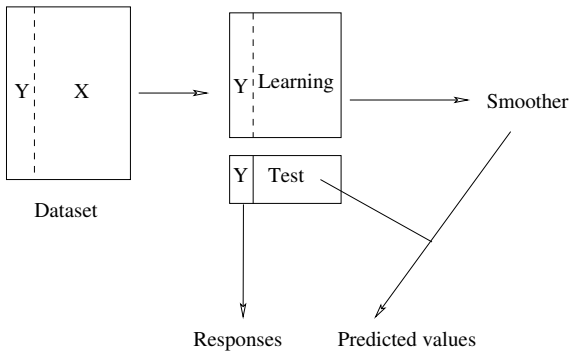 Y X
Dataset
Y Learning
Y Test
Smoother
Responses
Predicted values